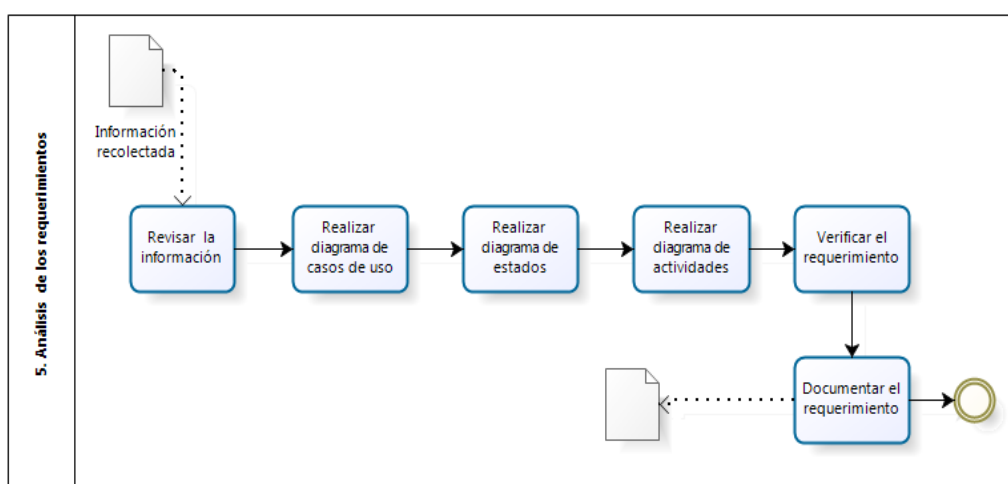 5. Análisis de los requerimientos
Información
recolectada
Revisar la
información
Realizar
diagrama de
casos de uso
Realizar
diagrama de
estados
Realizar
diagrama de
actividades
Verificar el
requerimiento
Documentar el
requerimiento